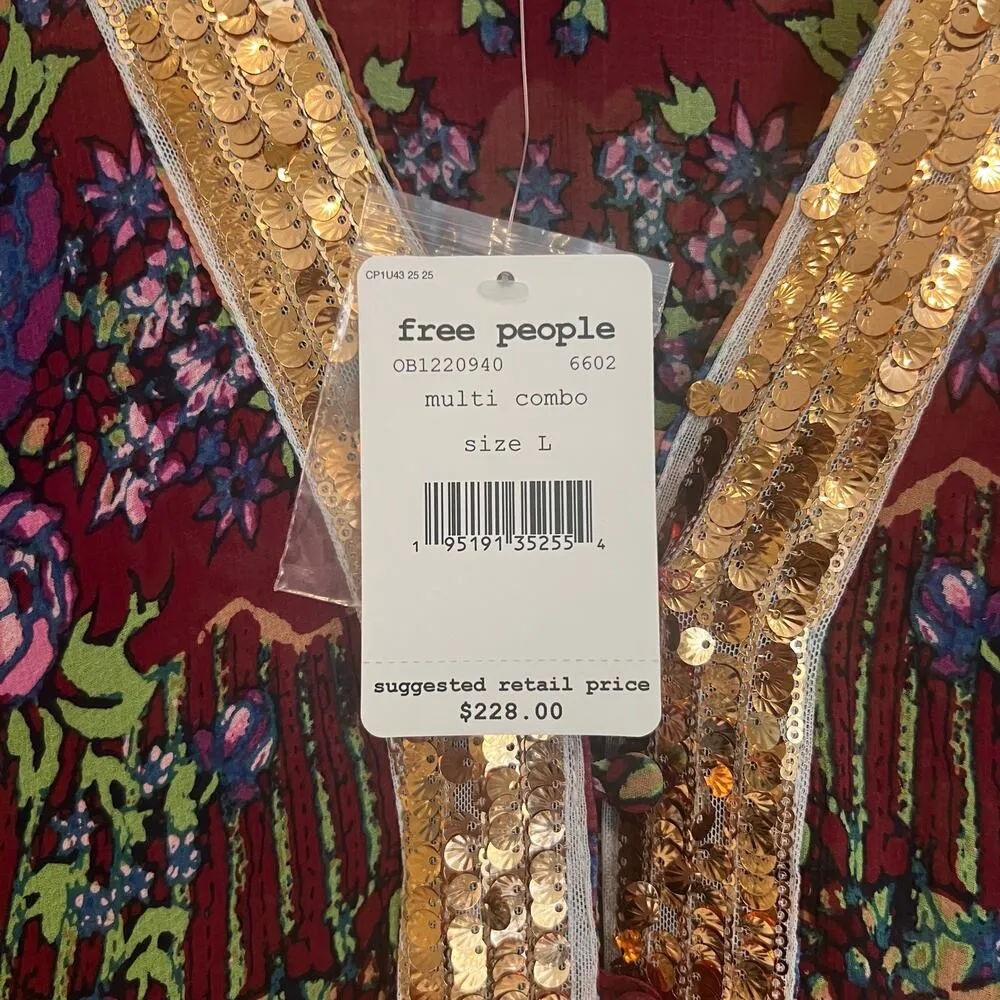 CP1U43 25 25
free people
OB1220940 6602
multi combo
size L
1 95191 35255 4
suggested retail price
$228.00